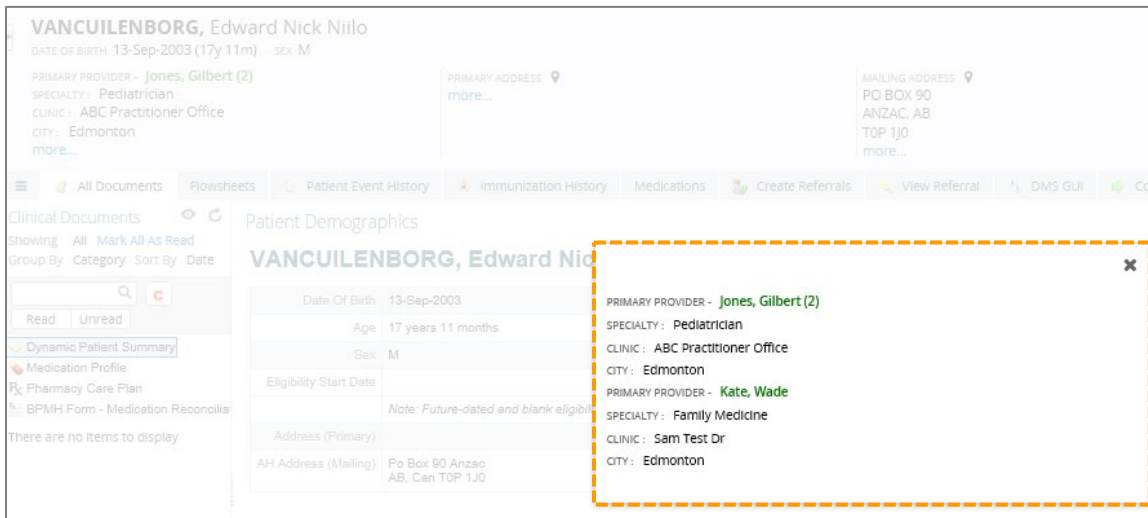 VANCUILENBORG, Edward Nick Niilo
DATE OF BIRTH 13-Sep-2003 (17y 11m) SEX M
PRIMARY PROVIDER - Jones, Gilbert (2)
SPECIALTY : Pediatrician
CLINIC : ABC Practitioner Office
CITY : Edmonton
more...
PRIMARY ADDRESS
more...
MAILING ADDRESS
PO BOX 90
ANZAC, AB
T0P 1J0
more...
All Documents Flowsheets Patient Event History Immunization History Medications Create Referrals View Referral DMS GUI
Clinical Documents
Showing All Mark All As Read
Group By Category Sort By Date
C
Read Unread
Dynamic Patient Summary
Medication Profile
Pharmacy Care Plan
BPMH Form - Medication Reconcilia
There are no items to display
Patient Demographics
VANCUILENBORG, Edward Nic
Date Of Birth 13-Sep-2003
Age 17 years 11 months
Sex M
Eligibility Start Date
Note: Future-dated and blank eligibili
Address (Primary)
AH Address (Mailing) Po Box 90 Anzac
AB, Can T0P 1J0
PRIMARY PROVIDER - Jones, Gilbert (2)
SPECIALTY : Pediatrician
CLINIC : ABC Practitioner Office
CITY : Edmonton
PRIMARY PROVIDER - Kate, Wade
SPECIALTY : Family Medicine
CLINIC : Sam Test Dr
CITY : Edmonton